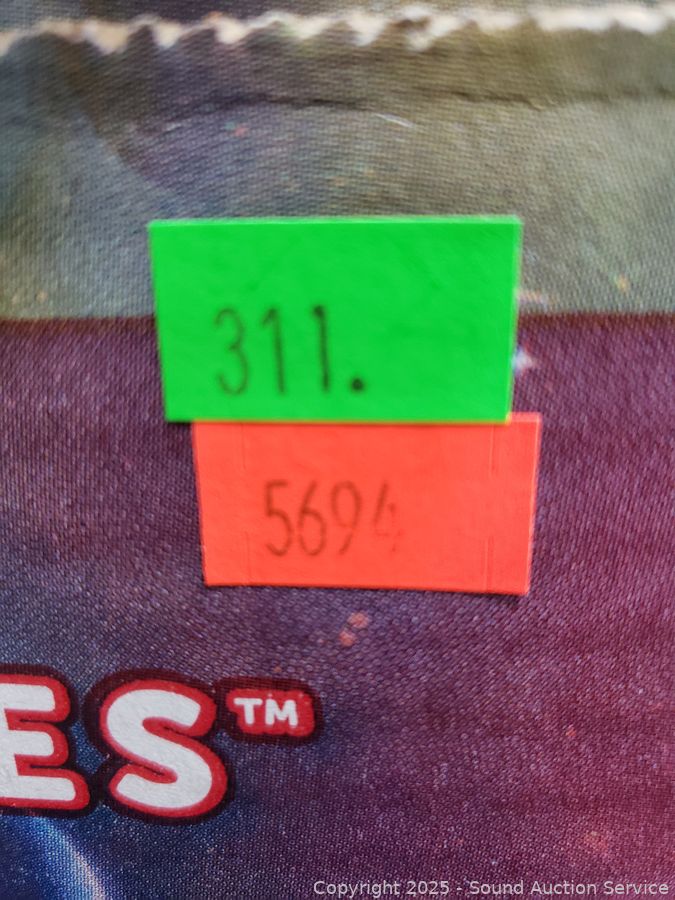 311.
5694
ES™
Copyright 2025 - Sound Auction Service